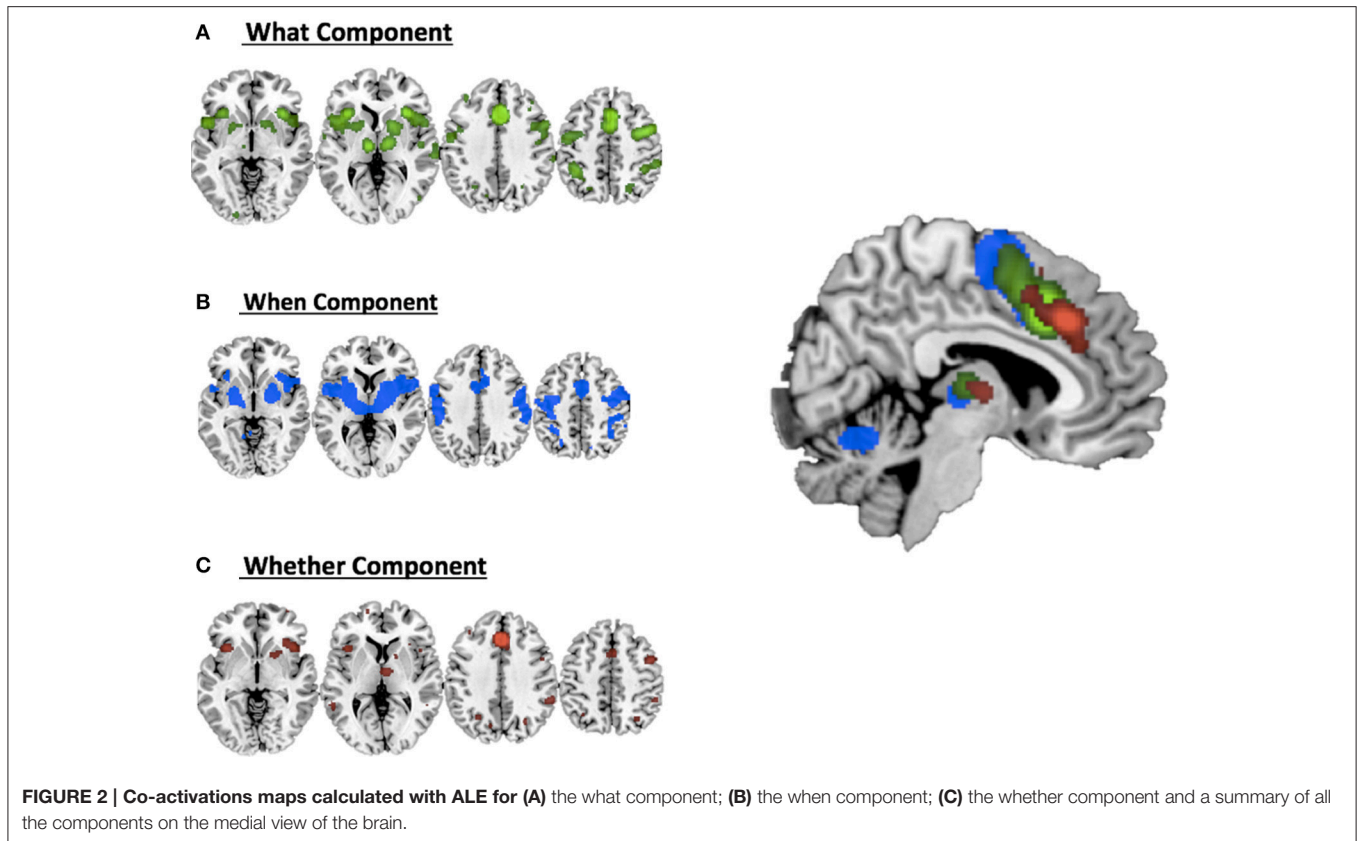 A What Component
B When Component
C Whether Component
FIGURE 2 | Co-activations maps calculated with ALE for (A) the what component; (B) the when component; (C) the whether component and a summary of all
the components on the medial view of the brain.